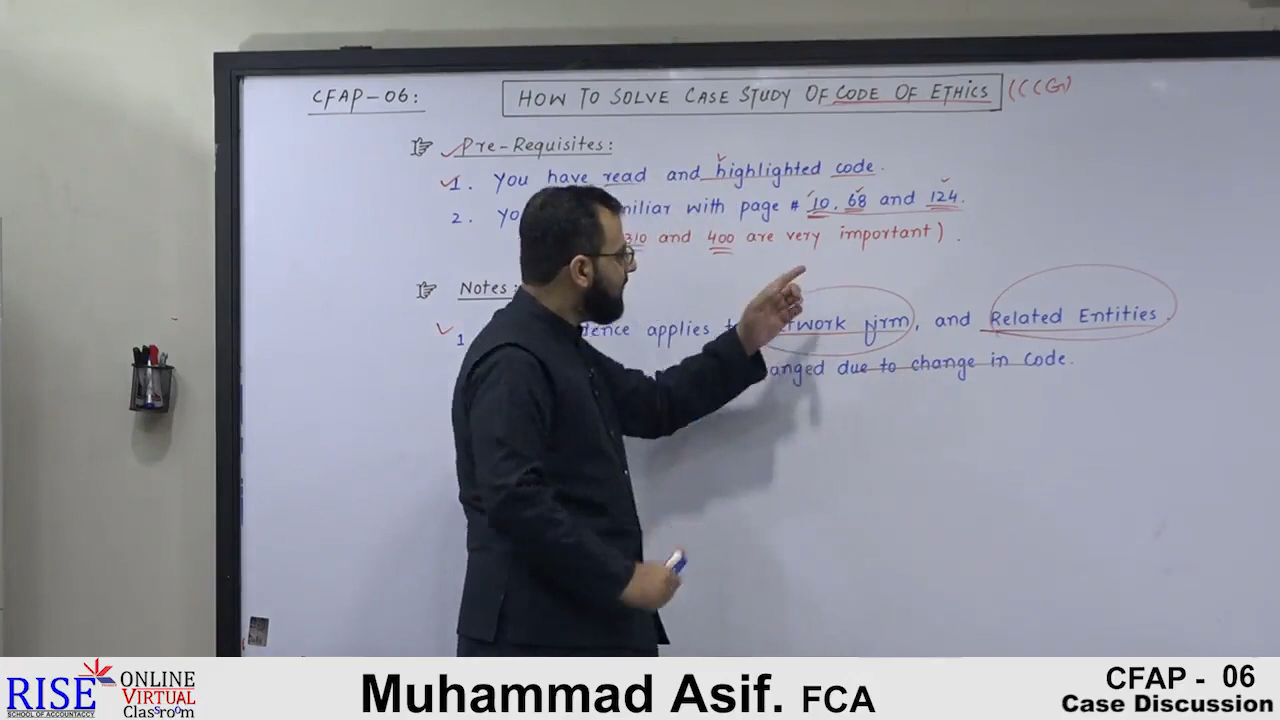 CFAP-06:
HOW TO SOLVE CASE STUDY OF CODE OF ETHICS (CCG)
Pre-Requisites:
1. You have read and highlighted code.
2. miliar with page # 10, 68 and 124.
310 and 400 are very important).
Notes:
1 dence applies twork firm, and Related Entities.
anged due to change in code.
RISE
SCHOOL OF ACCOUNTANCY
ONLINE
VIRTUAL
Classroom
Muhammad Asif. FCA
CFAP - 06
Case Discussion